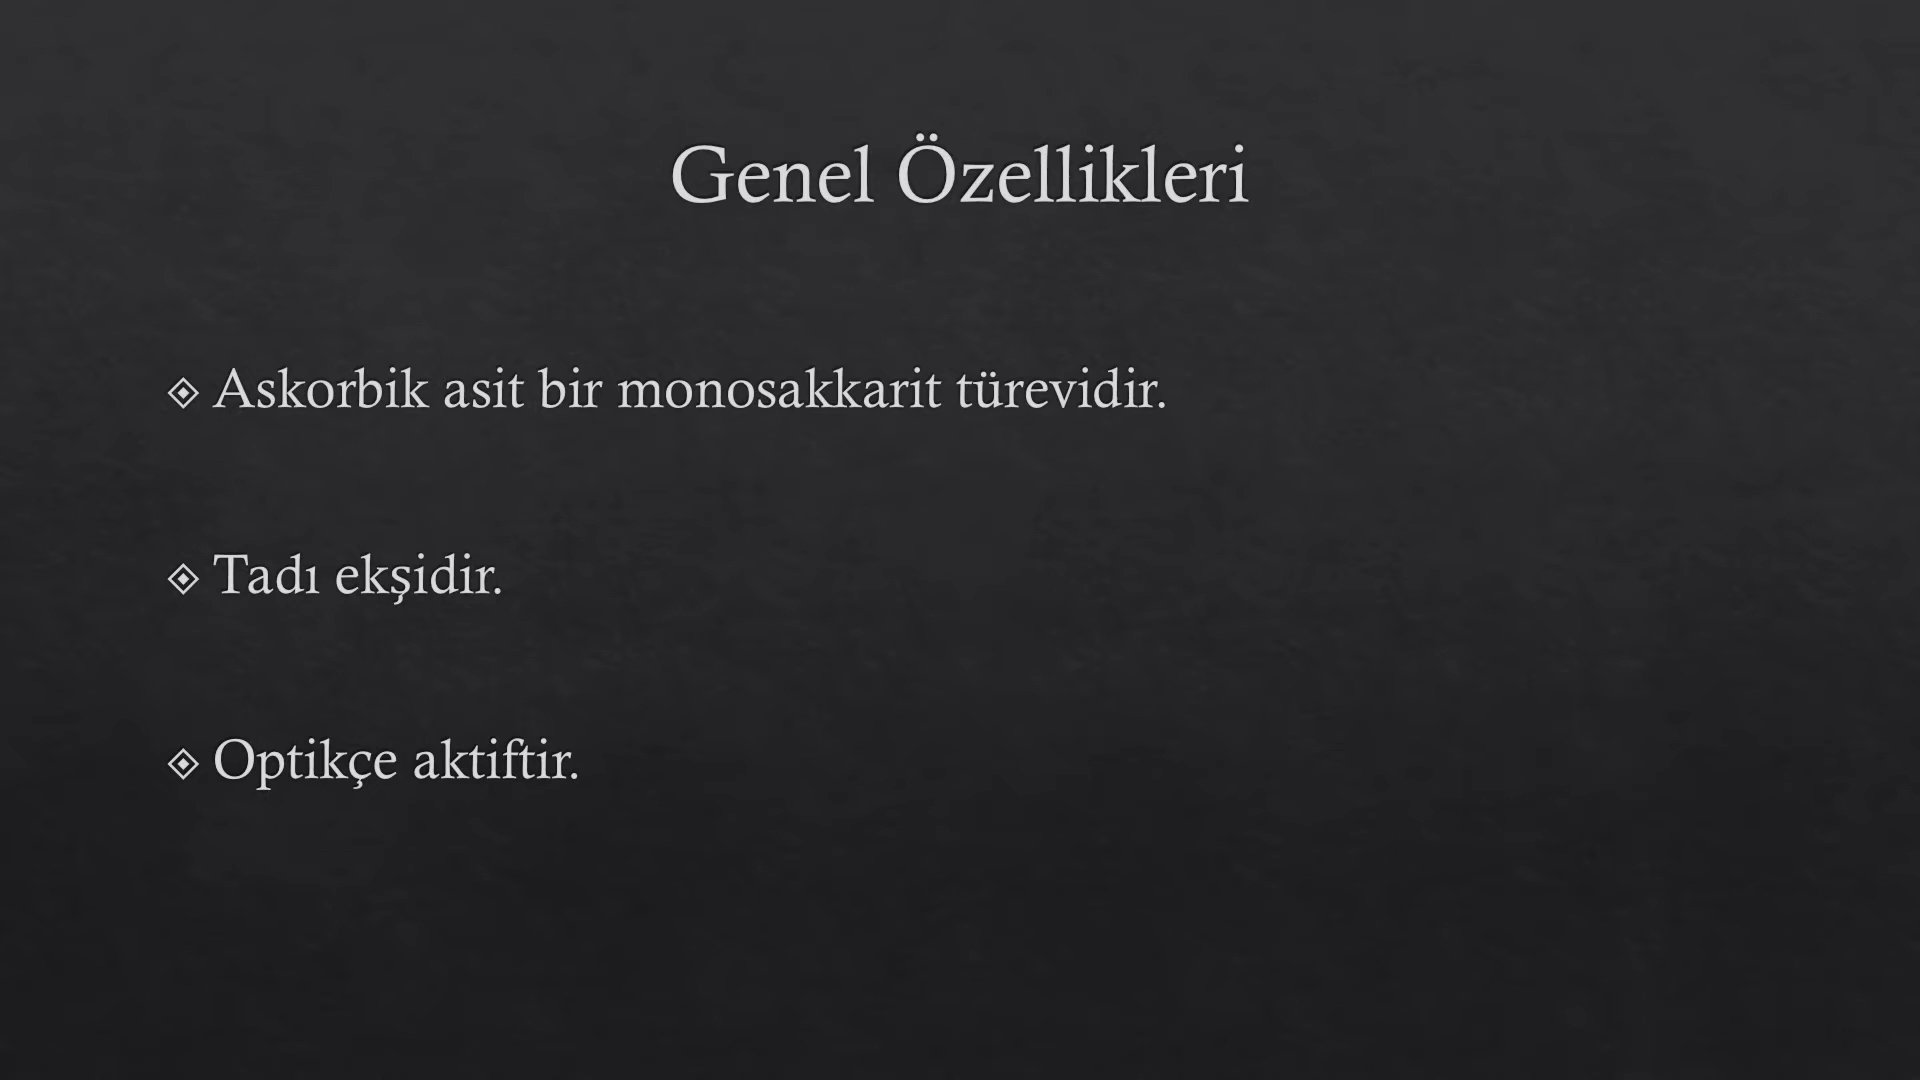 Genel Özellikleri
Askorbik asit bir monosakkarit türevidir.
Tadı ekşidir.
Optikçe aktiftir.